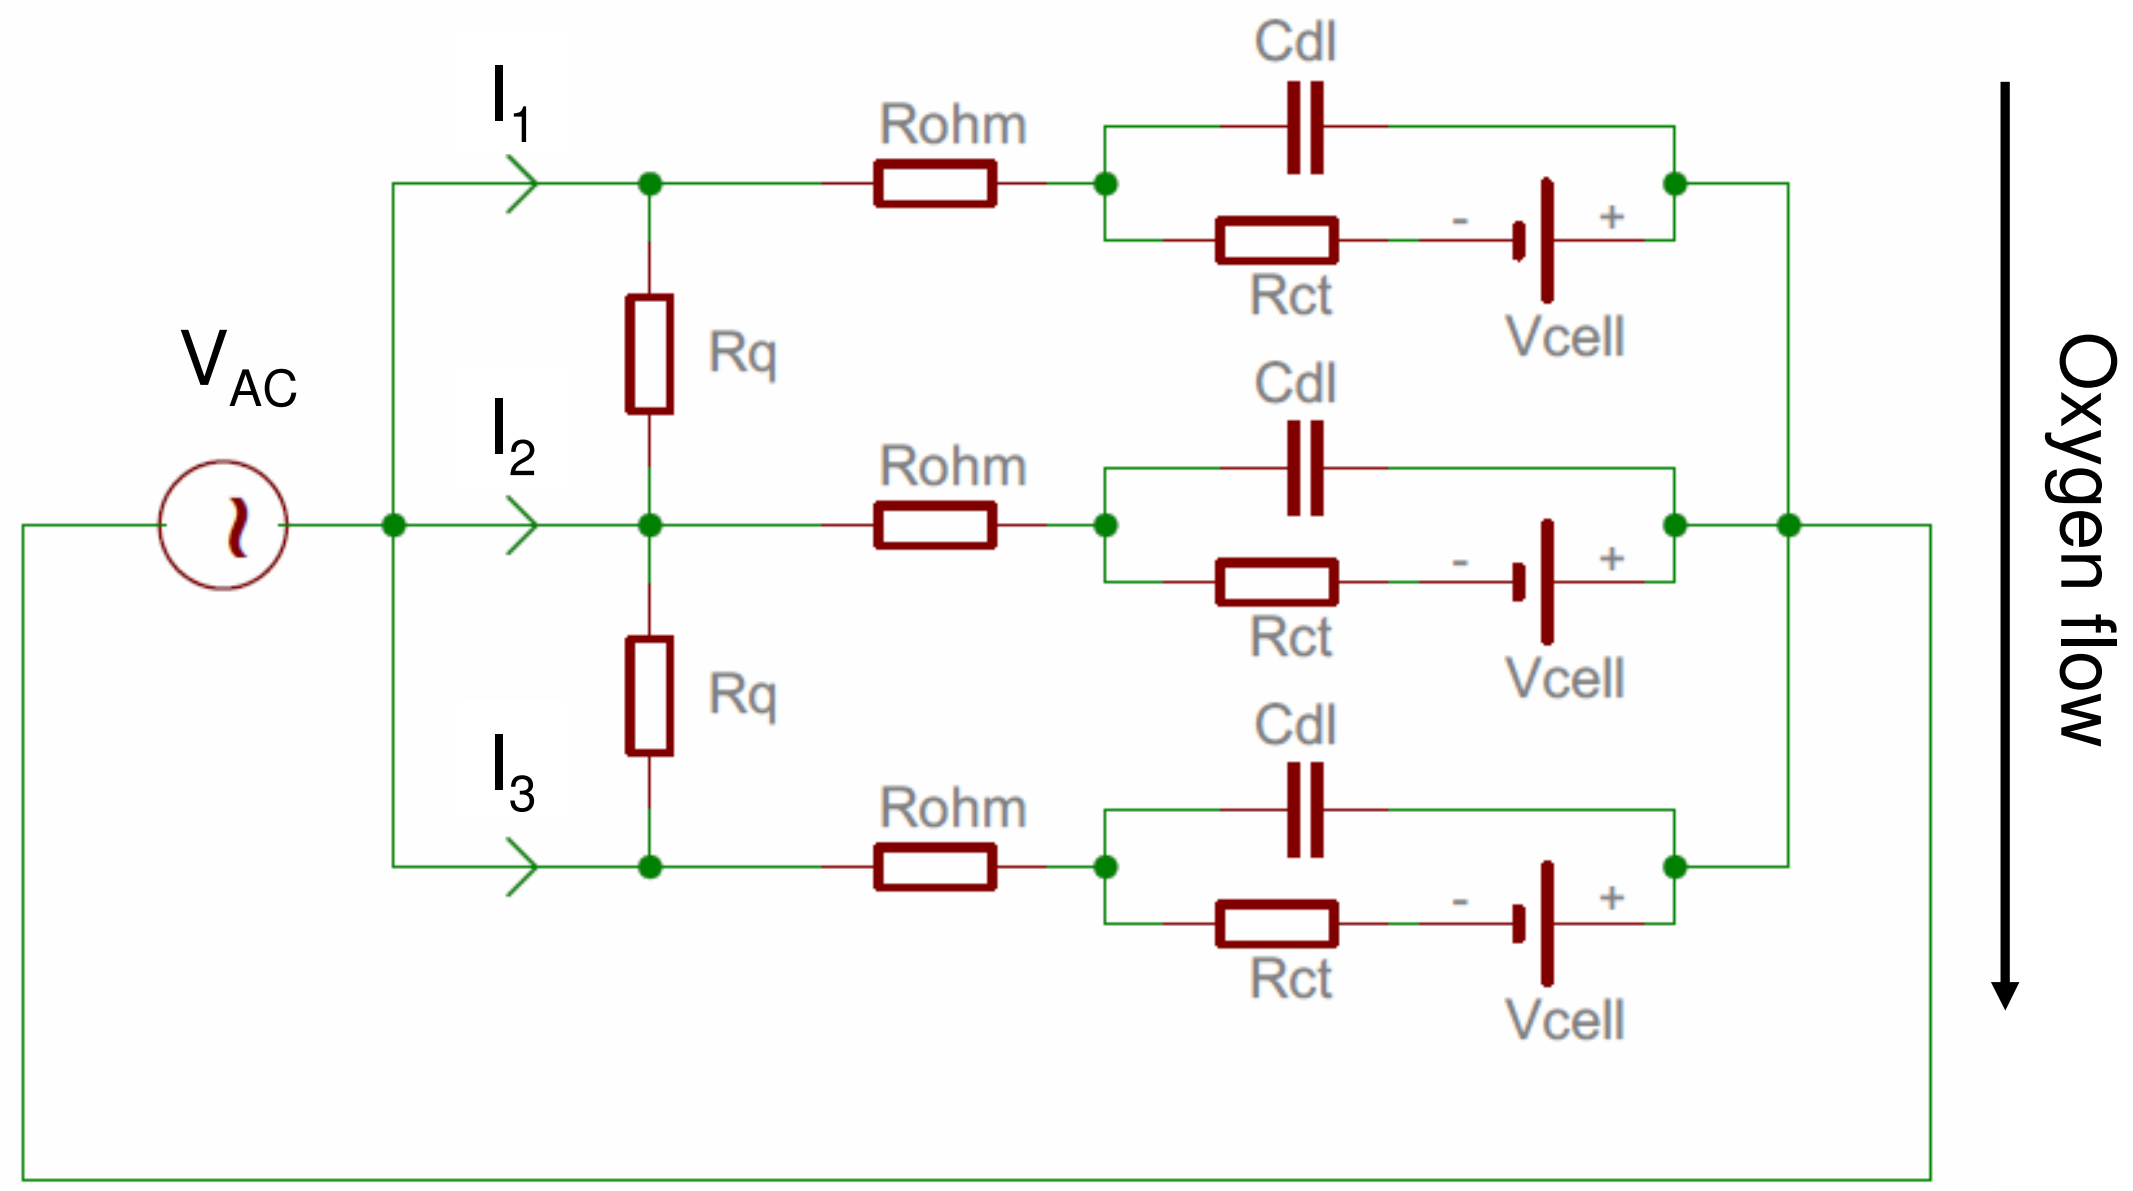 Cdl
I1
Rohm
- +
Rct
Vcell
VAC
Rq
Cdl
I2
Rohm
- +
Rct
Vcell
Rq
Cdl
I3
Rohm
- +
Rct
Vcell
Oxygen flow